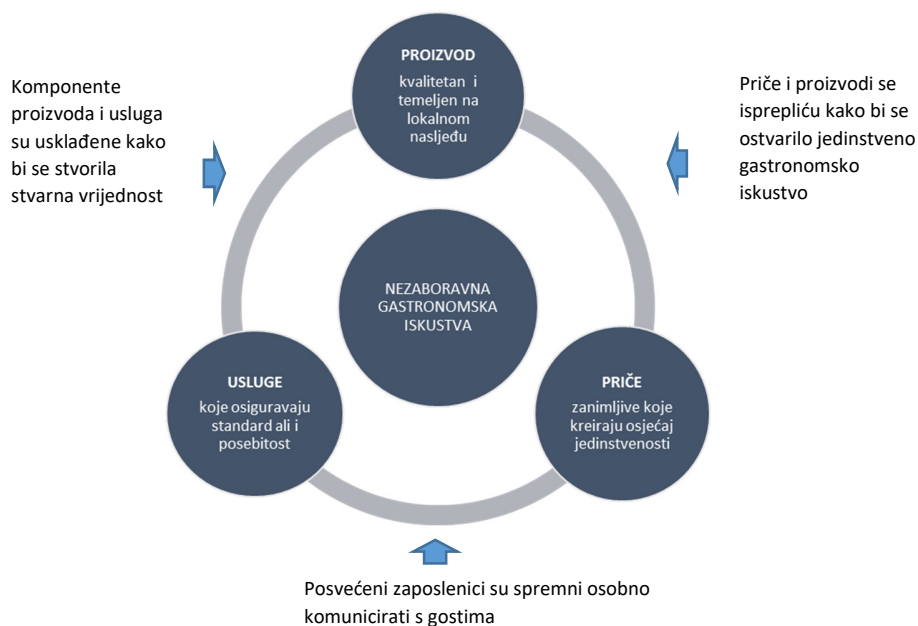 PROIZVOD
kvalitetan i
temeljen na
lokalnom
nasljeđu
Komponente
proizvoda i usluga
su usklađene kako
bi se stvorila
stvarna vrijednost
Priče i proizvodi se
isprepliću kako bi se
ostvarilo jedinstveno
gastronomsko
iskustvo
NEZABORAVNA
GASTRONOMSKA
ISKUSTVA
USLUGE
koje osiguravaju
standard ali i
posebitost
PRIČE
zanimljive koje
kreiraju osjećaj
jedinstvenosti
Posvećeni zaposlenici su spremni osobno
komunicirati s gostima